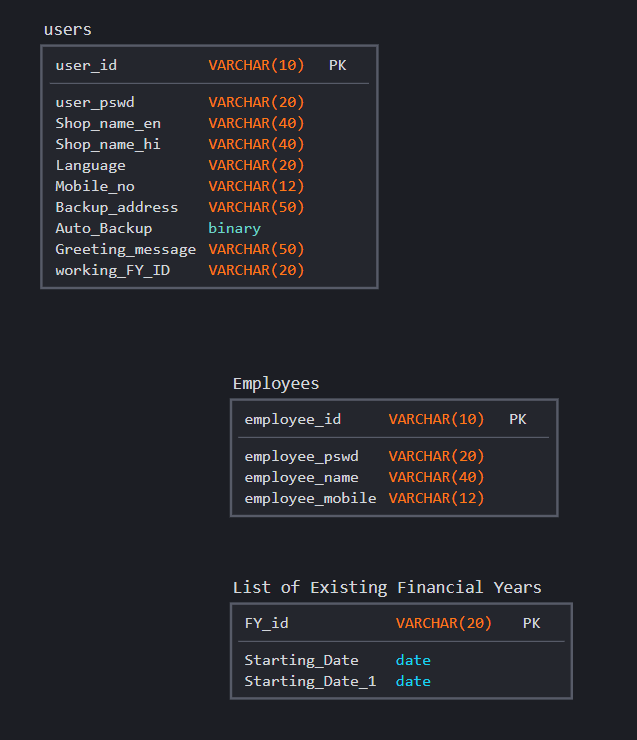 users
user_id VARCHAR(10) PK
user_pswd VARCHAR(20)
Shop_name_en VARCHAR(40)
Shop_name_hi VARCHAR(40)
Language VARCHAR(20)
Mobile_no VARCHAR(12)
Backup_address VARCHAR(50)
Auto_Backup binary
Greeting_message VARCHAR(50)
working_FY_ID VARCHAR(20)
Employees
employee_id VARCHAR(10) PK
employee_pswd VARCHAR(20)
employee_name VARCHAR(40)
employee_mobile VARCHAR(12)
List of Existing Financial Years
FY_id VARCHAR(20) PK
Starting_Date date
Starting_Date_1 date